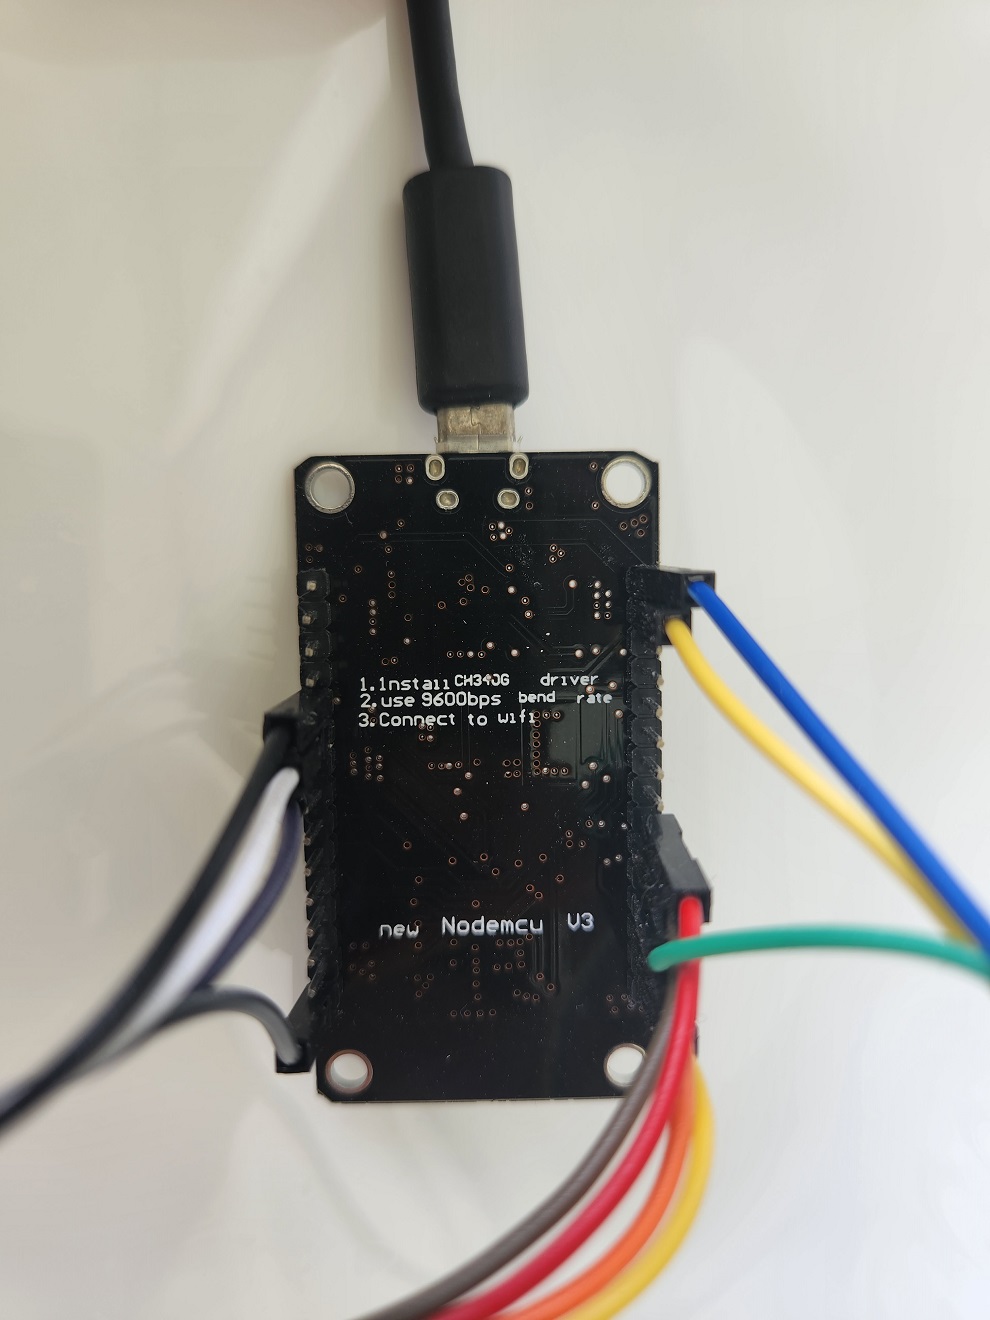 1.Install CH340G driver
2.use 9600bps bend rate
3.Connect to wifi
new Nodemcu V3